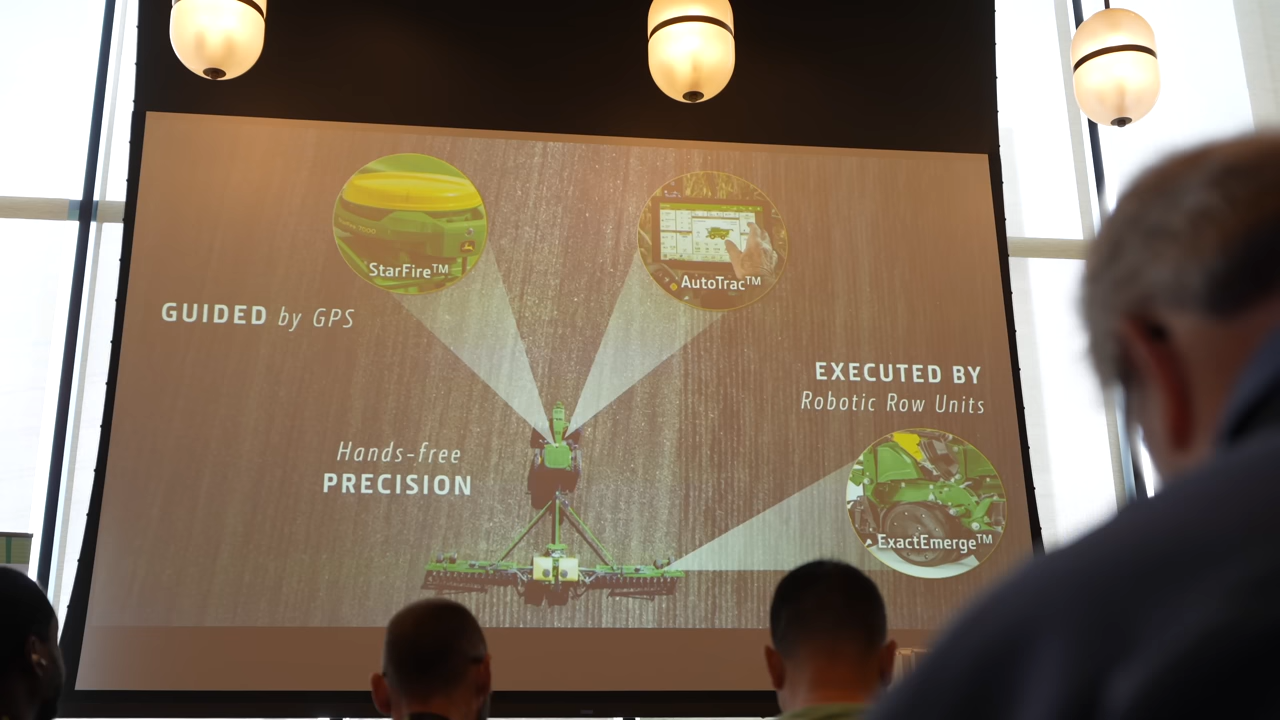 StarFire™
AutoTrac™
GUIDED by GPS
EXECUTED BY
Robotic Row Units
Hands-free
PRECISION
ExactEmerge™